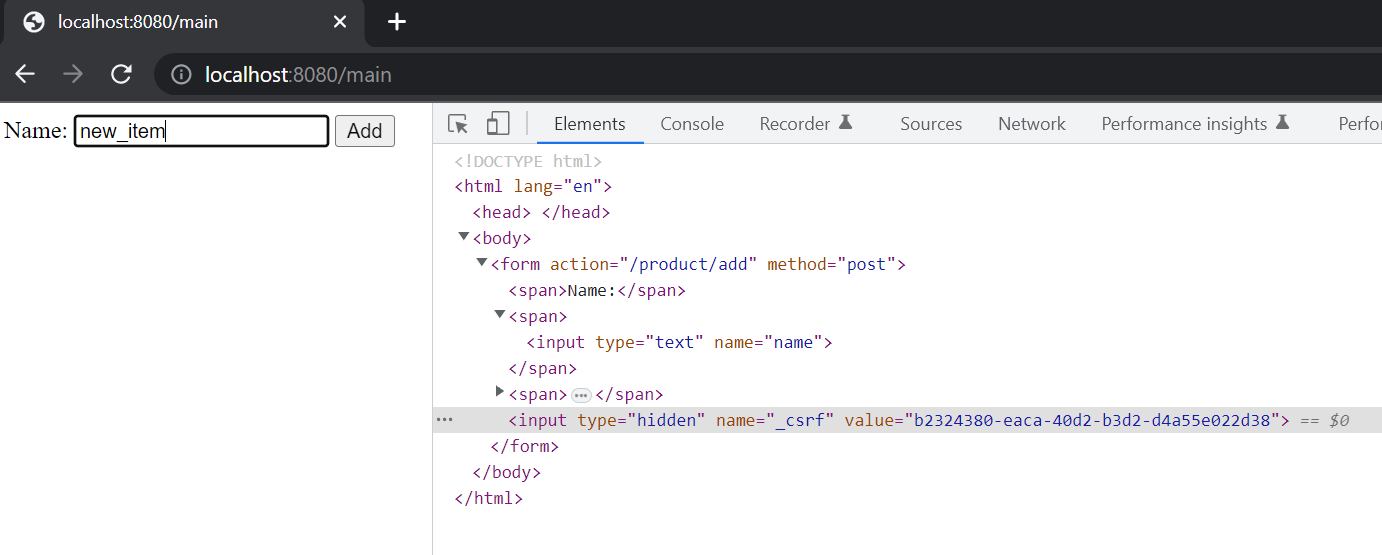 localhost:8080/main
localhost:8080/main
Name: new_item Add
Elements Console Recorder Sources Network Performance insights Perfo
<!DOCTYPE html>
<html lang="en">
<head> </head>
<body>
<form action="/product/add" method="post">
<span>Name:</span>
<span>
<input type="text" name="name">
</span>
<span>…</span>
<input type="hidden" name="_csrf" value="b2324380-eaca-40d2-b3d2-d4a55e022d38"> == $0
</form>
</body>
</html>